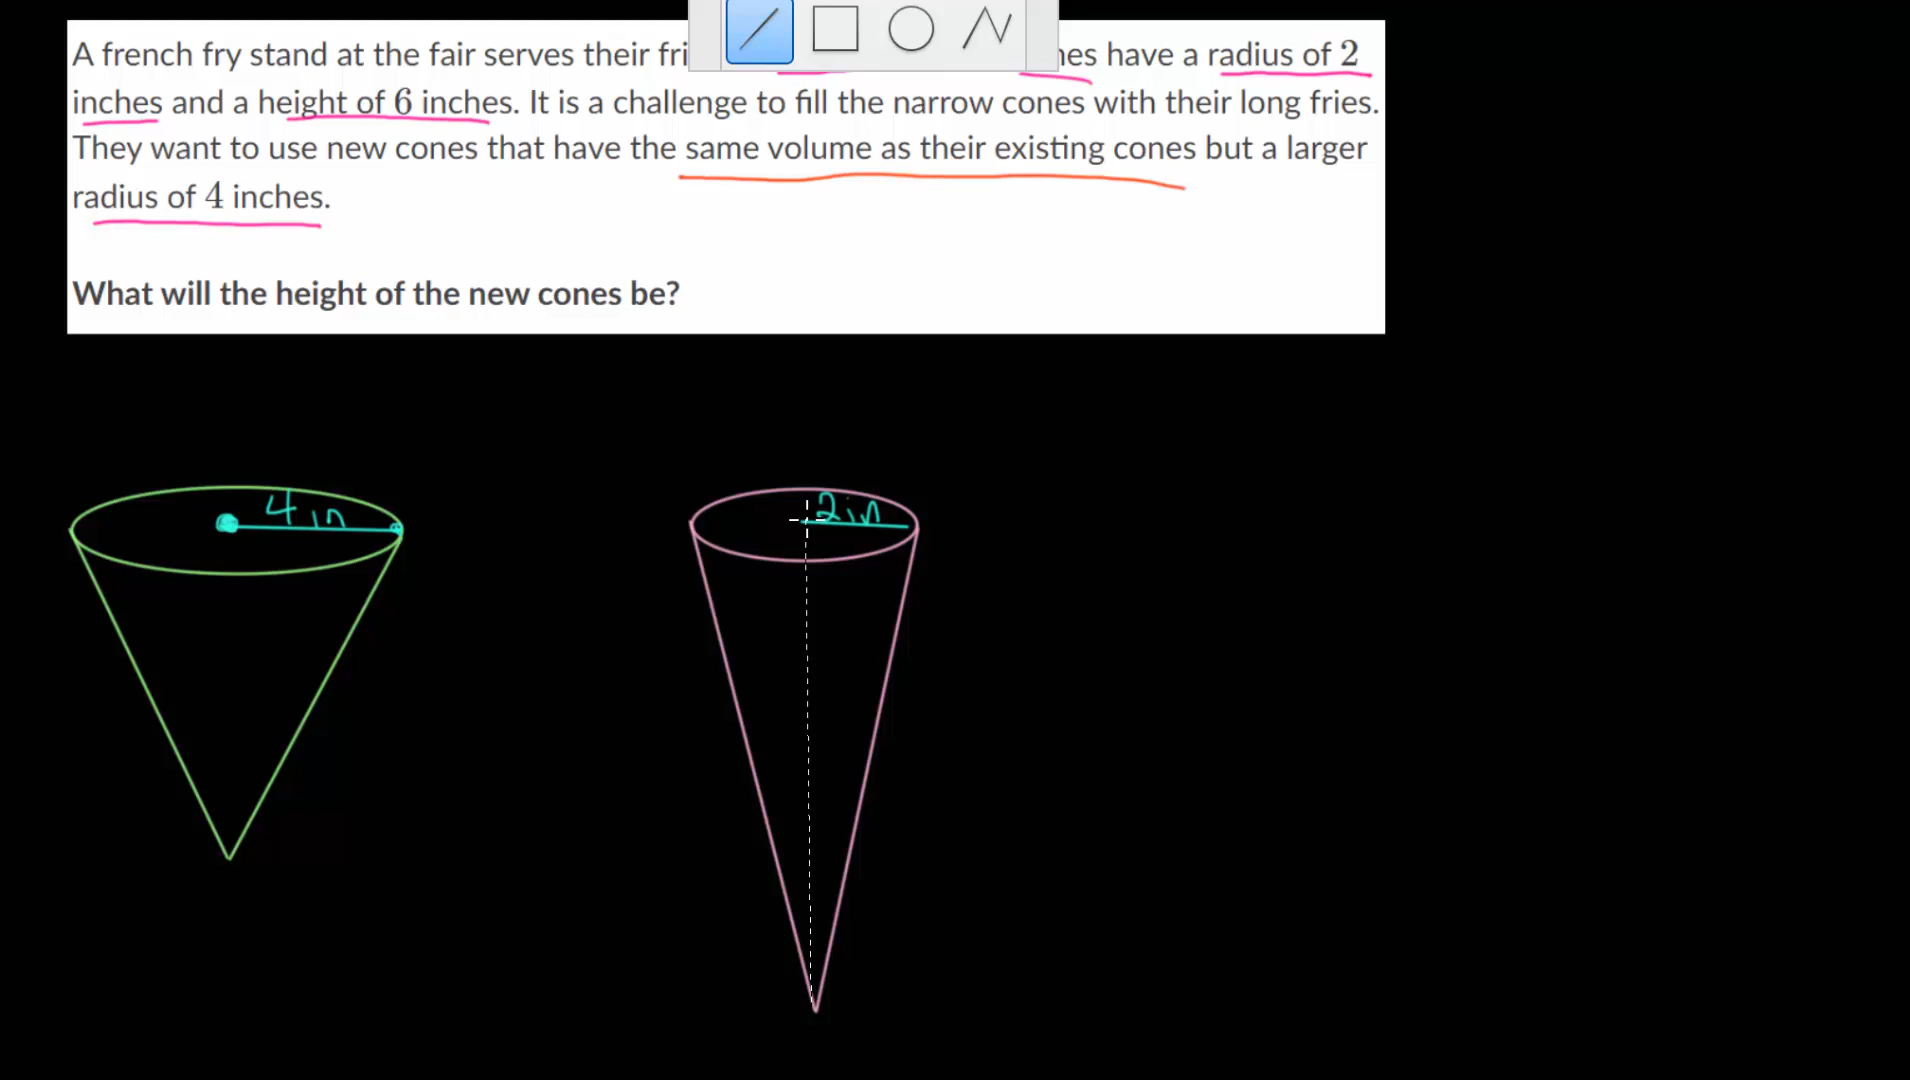 A french fry stand at the fair serves their fri
have a radius of 2
inches and a height of 6 inches. It is a challenge to fill the narrow cones with their long fries.
They want to use new cones that have the same volume as their existing cones but a larger
radius of 4 inches.
What will the height of the new cones be?
4 in
2in